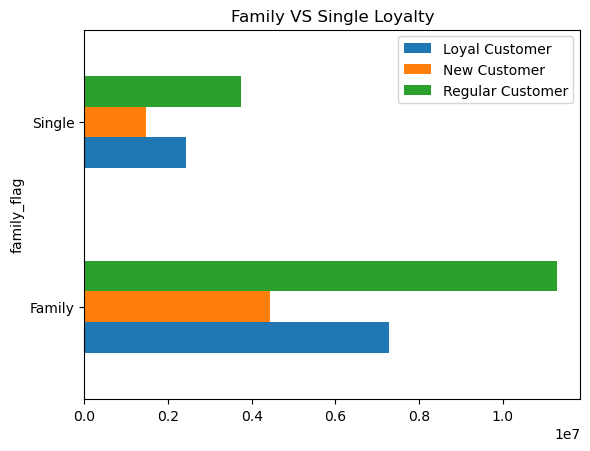 Family VS Single Loyalty
Loyal Customer
New Customer
Regular Customer
Single
Family
family_flag
0.0 0.2 0.4 0.6 0.8 1.0
1e7